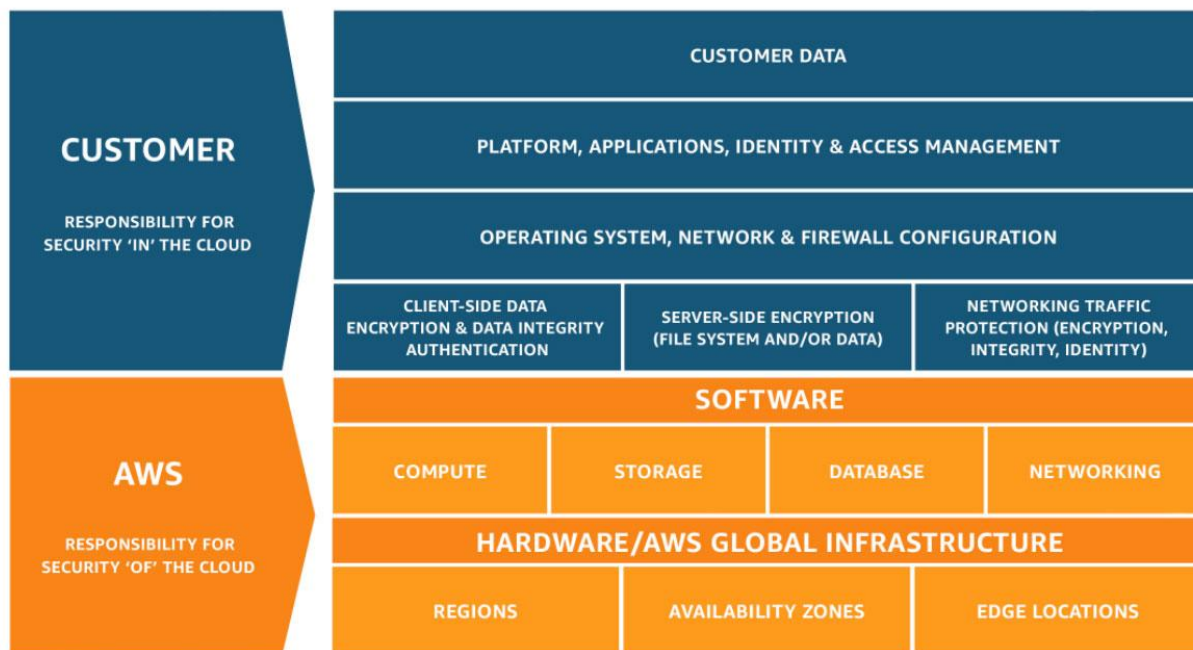 CUSTOMER
RESPONSIBILITY FOR
SECURITY ‘IN’ THE CLOUD
CUSTOMER DATA
PLATFORM, APPLICATIONS, IDENTITY & ACCESS MANAGEMENT
OPERATING SYSTEM, NETWORK & FIREWALL CONFIGURATION
CLIENT-SIDE DATA
ENCRYPTION & DATA INTEGRITY
AUTHENTICATION
SERVER-SIDE ENCRYPTION
(FILE SYSTEM AND/OR DATA)
NETWORKING TRAFFIC
PROTECTION (ENCRYPTION,
INTEGRITY, IDENTITY)
AWS
RESPONSIBILITY FOR
SECURITY ‘OF’ THE CLOUD
SOFTWARE
COMPUTE
STORAGE
DATABASE
NETWORKING
HARDWARE/AWS GLOBAL INFRASTRUCTURE
REGIONS
AVAILABILITY ZONES
EDGE LOCATIONS